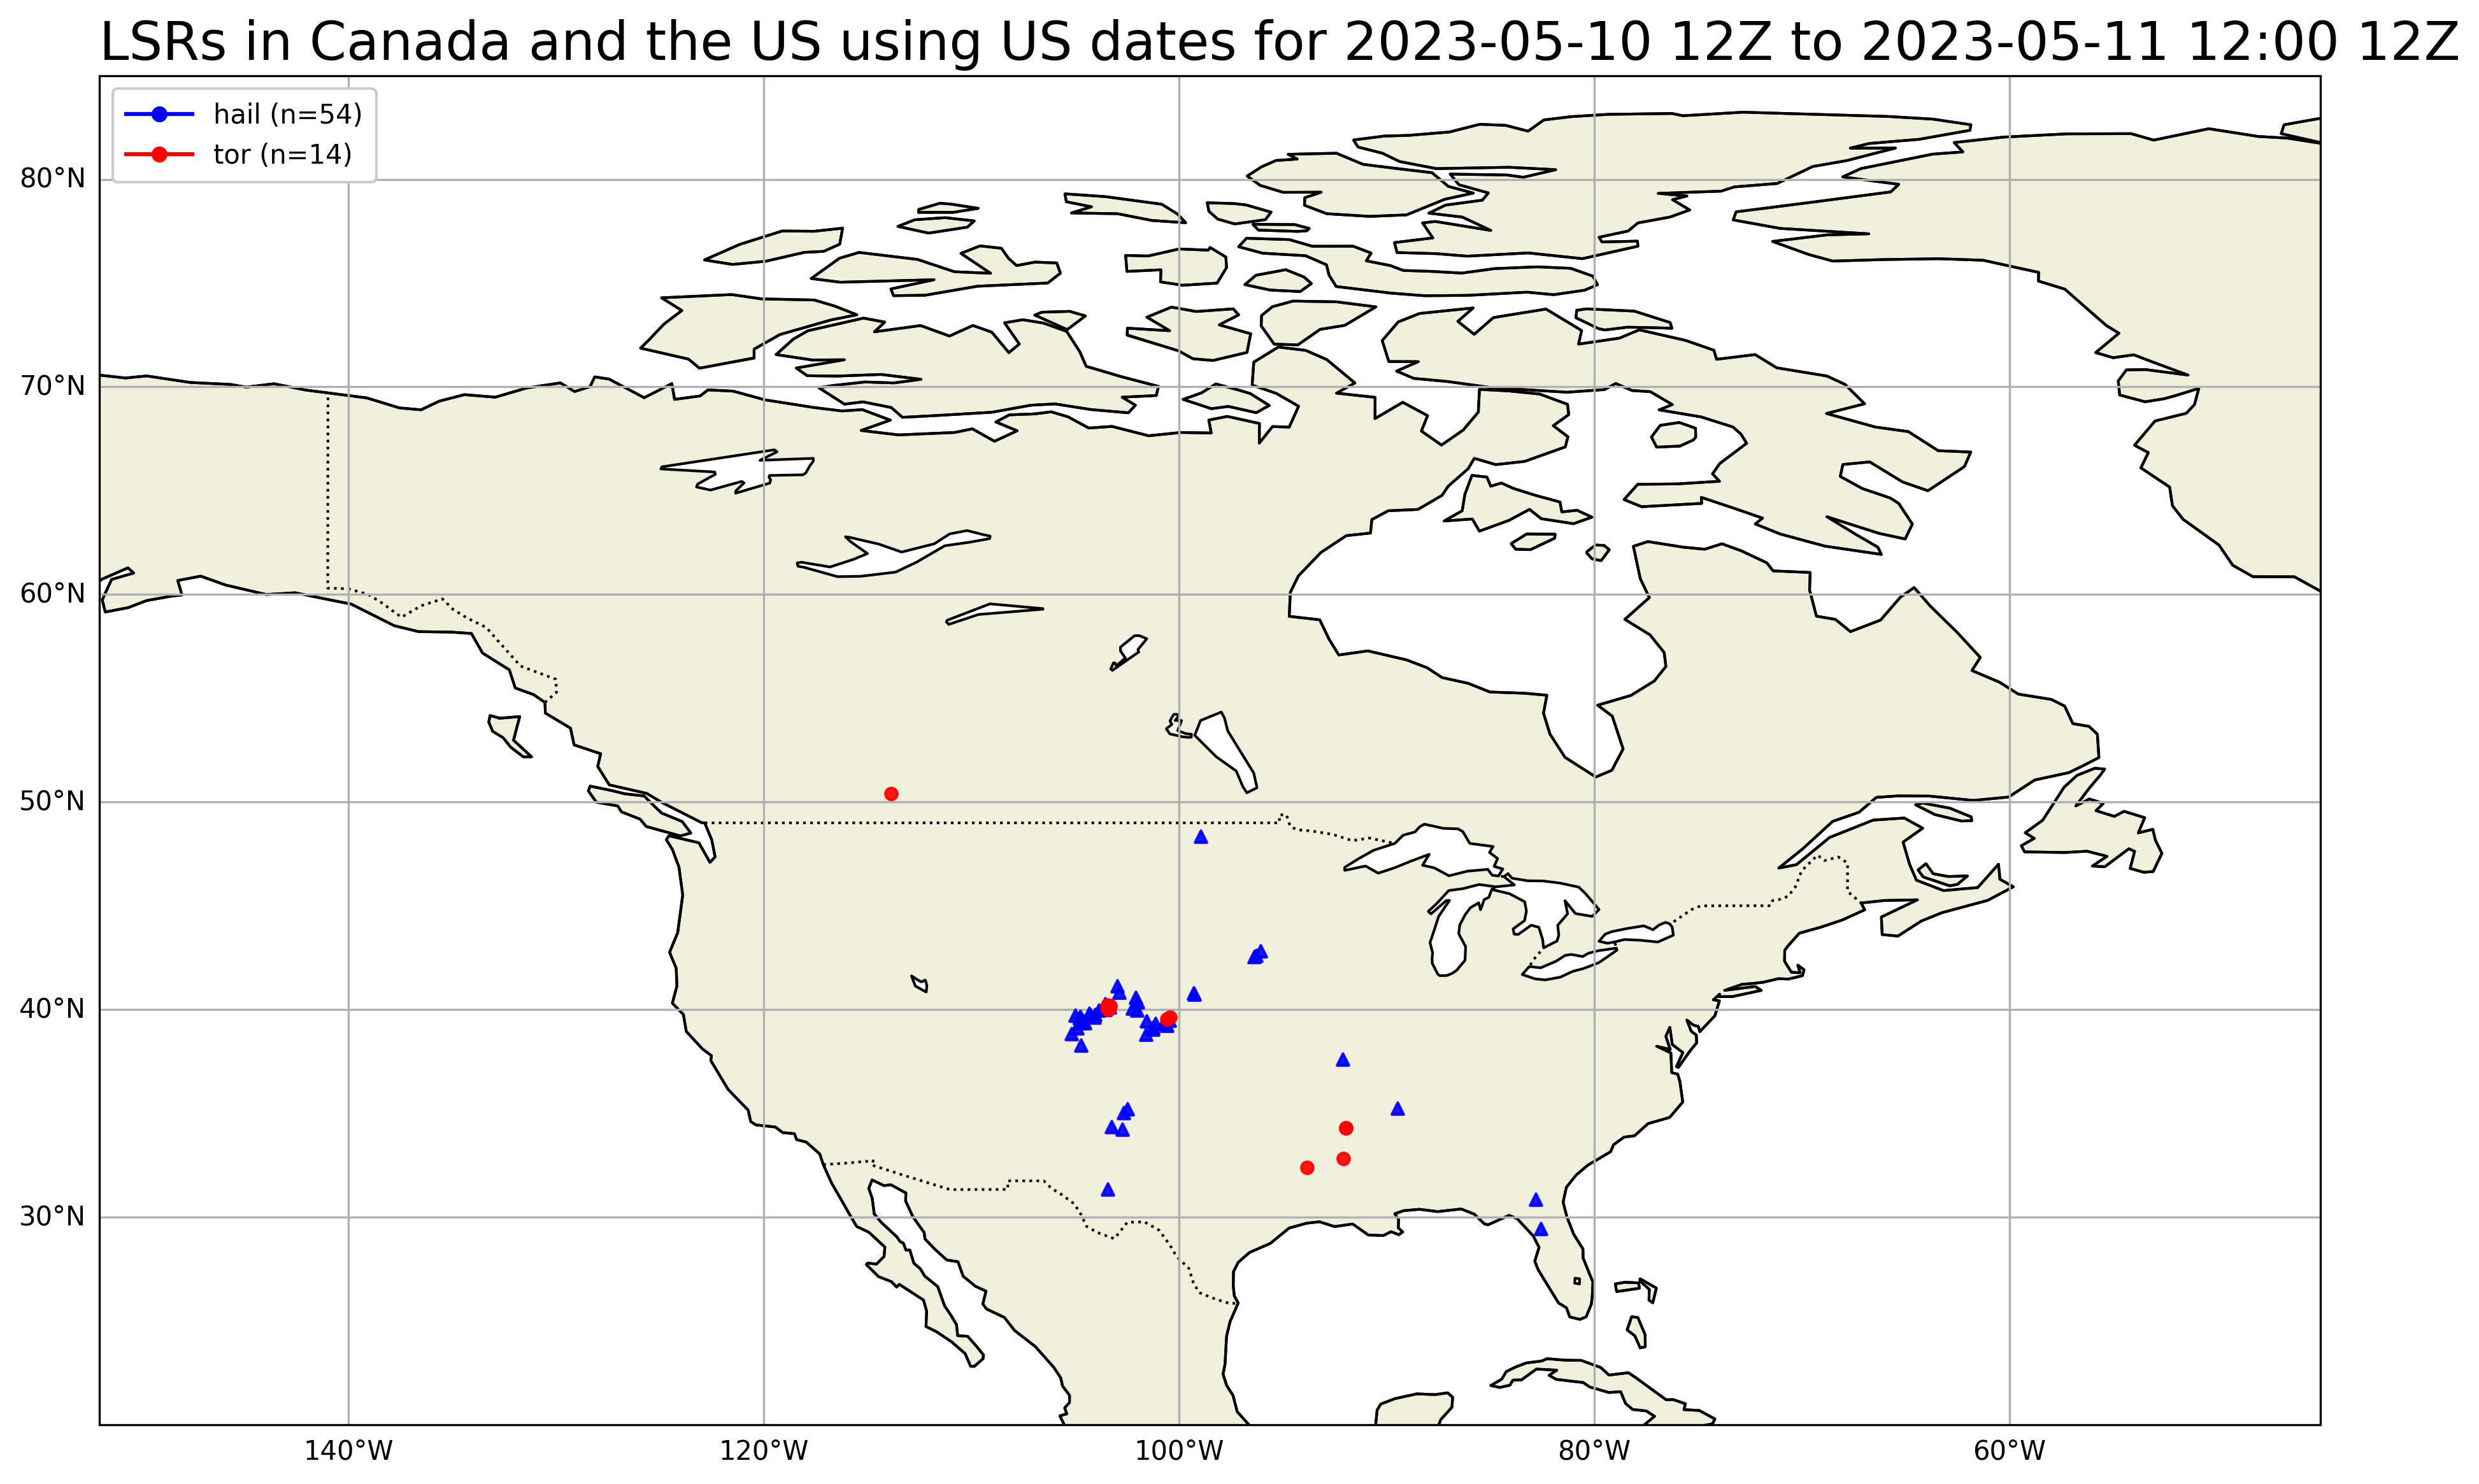 LSRs in Canada and the US using US dates for 2023-05-10 12Z to 2023-05-11 12:00 12Z
hail (n=54)
tor (n=14)
80°N
70°N
60°N
50°N
40°N
30°N
140°W
120°W
100°W
80°W
60°W